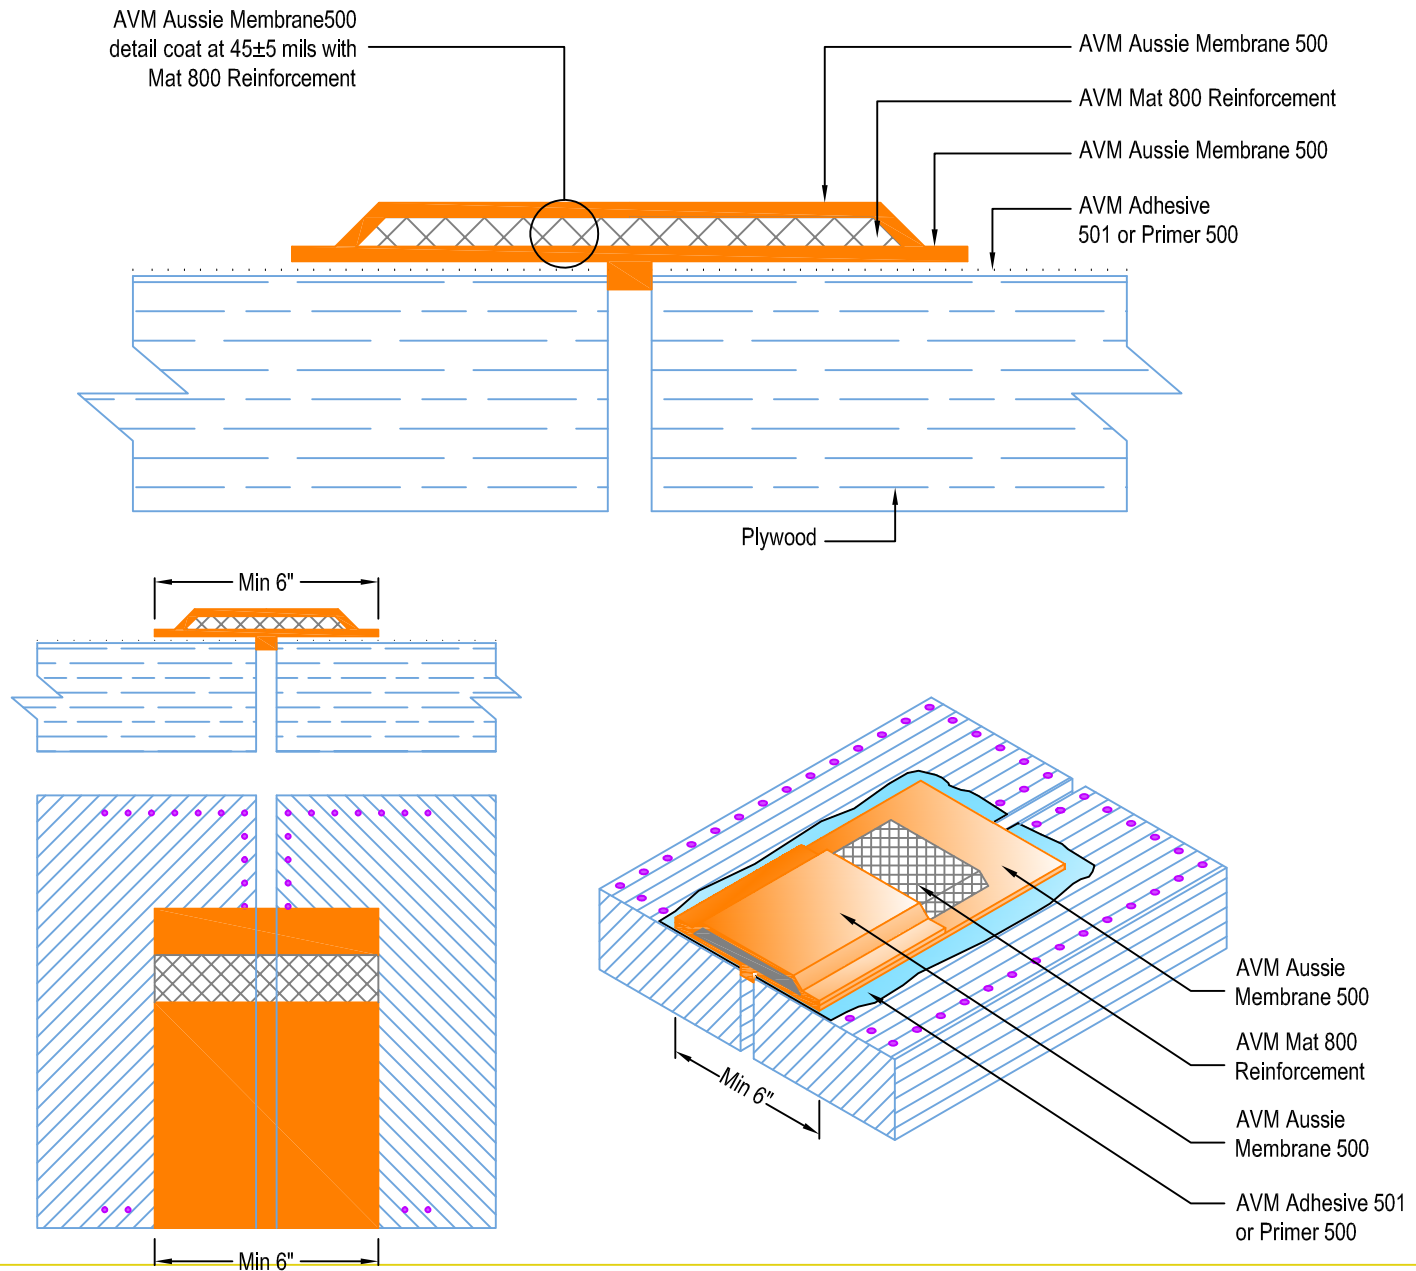 AVM Aussie Membrane500
detail coat at 45±5 mils with
Mat 800 Reinforcement
AVM Aussie Membrane 500
AVM Mat 800 Reinforcement
AVM Aussie Membrane 500
AVM Adhesive
501 or Primer 500
Plywood
Min 6"
AVM Aussie
Membrane 500
AVM Mat 800
Reinforcement
AVM Aussie
Membrane 500
AVM Adhesive 501
or Primer 500
Min 6"
Min 6"